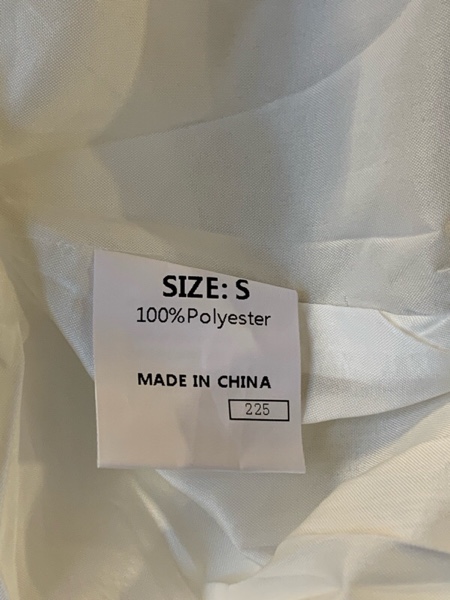 SIZE: S
100%Polyester
MADE IN CHINA
225